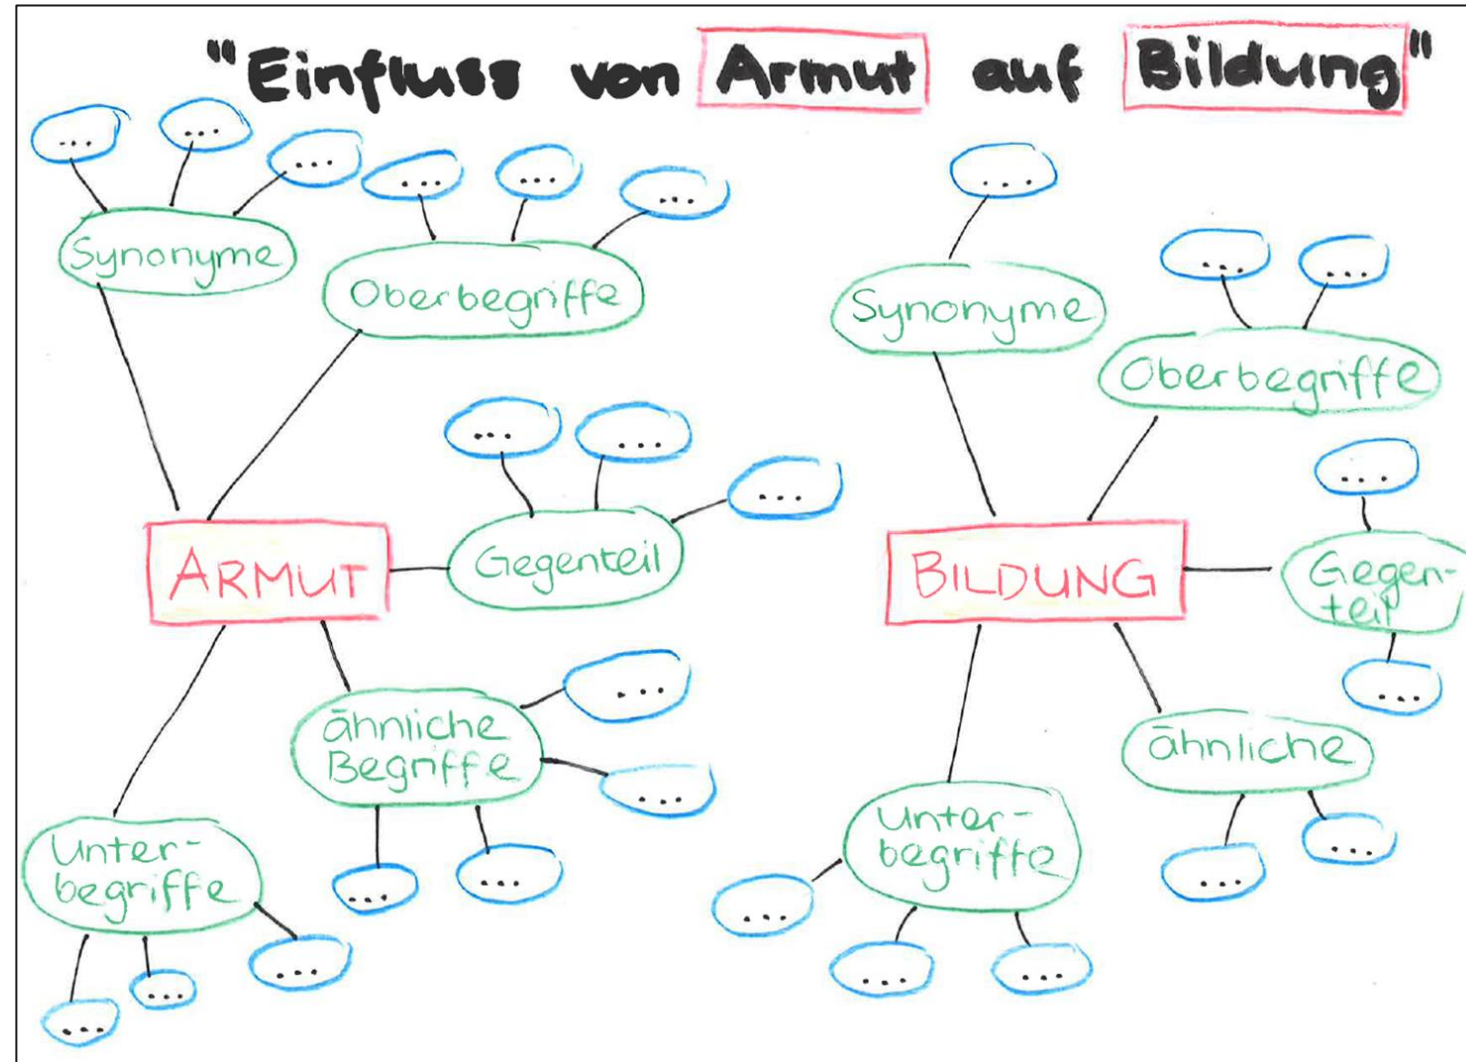 "Einfluss von Armut auf Bildung"
... ... ...
Synonyme
... ... ...
Oberbegriffe
ARMUT
... ... ...
Gegenteil
ähnliche
Begriffe
...
...
...
...
Unter-
begriffe
...
...
...
...
Synonyme
... ...
Oberbegriffe
BILDUNG
...
Gegen-
teil
...
ähnliche
...
...
Unter-
begriffe
...
...
...